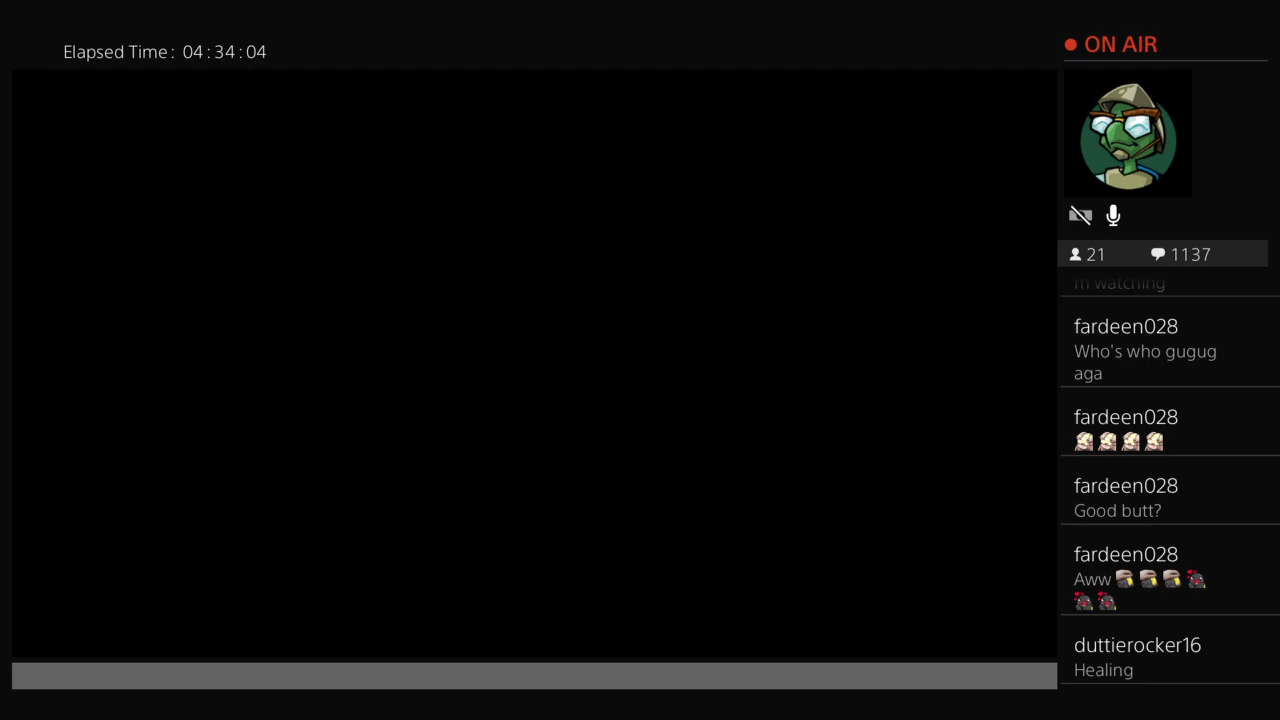 Elapsed Time: 04:34:04
ON AIR
21 1137
m watching
fardeen028
Who's who gugug
aga
fardeen028
fardeen028
Good butt?
fardeen028
Aww
duttierocker16
Healing